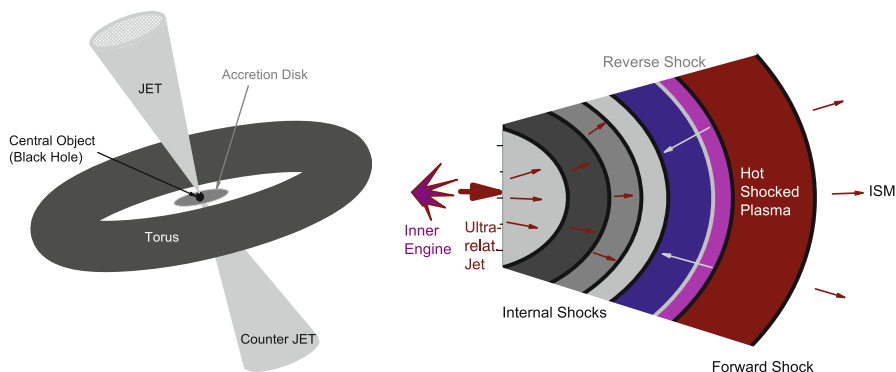 JET
Accretion Disk
Central Object
(Black Hole)
Torus
Counter JET
Reverse Shock
Hot
Shocked
Plasma
ISM
Inner
Engine
Ultra-
relat.
Jet
Internal Shocks
Forward Shock